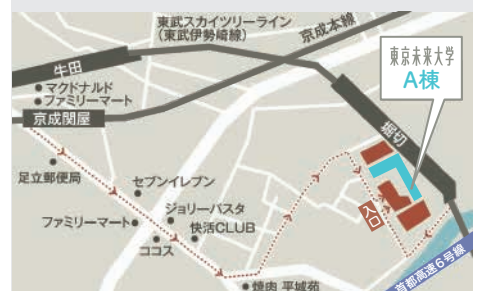 東武スカイツリーライン
(東武伊勢崎線)
京成本線
東京未来大学
A棟
牛田
マクドナルド
ファミリーマート
京成関屋
堀切
足立郵便局
セブンイレブン
ジョリーパスタ
ファミリーマート
快活CLUB
ココス
入口
焼肉 平城苑
首都高速6号線